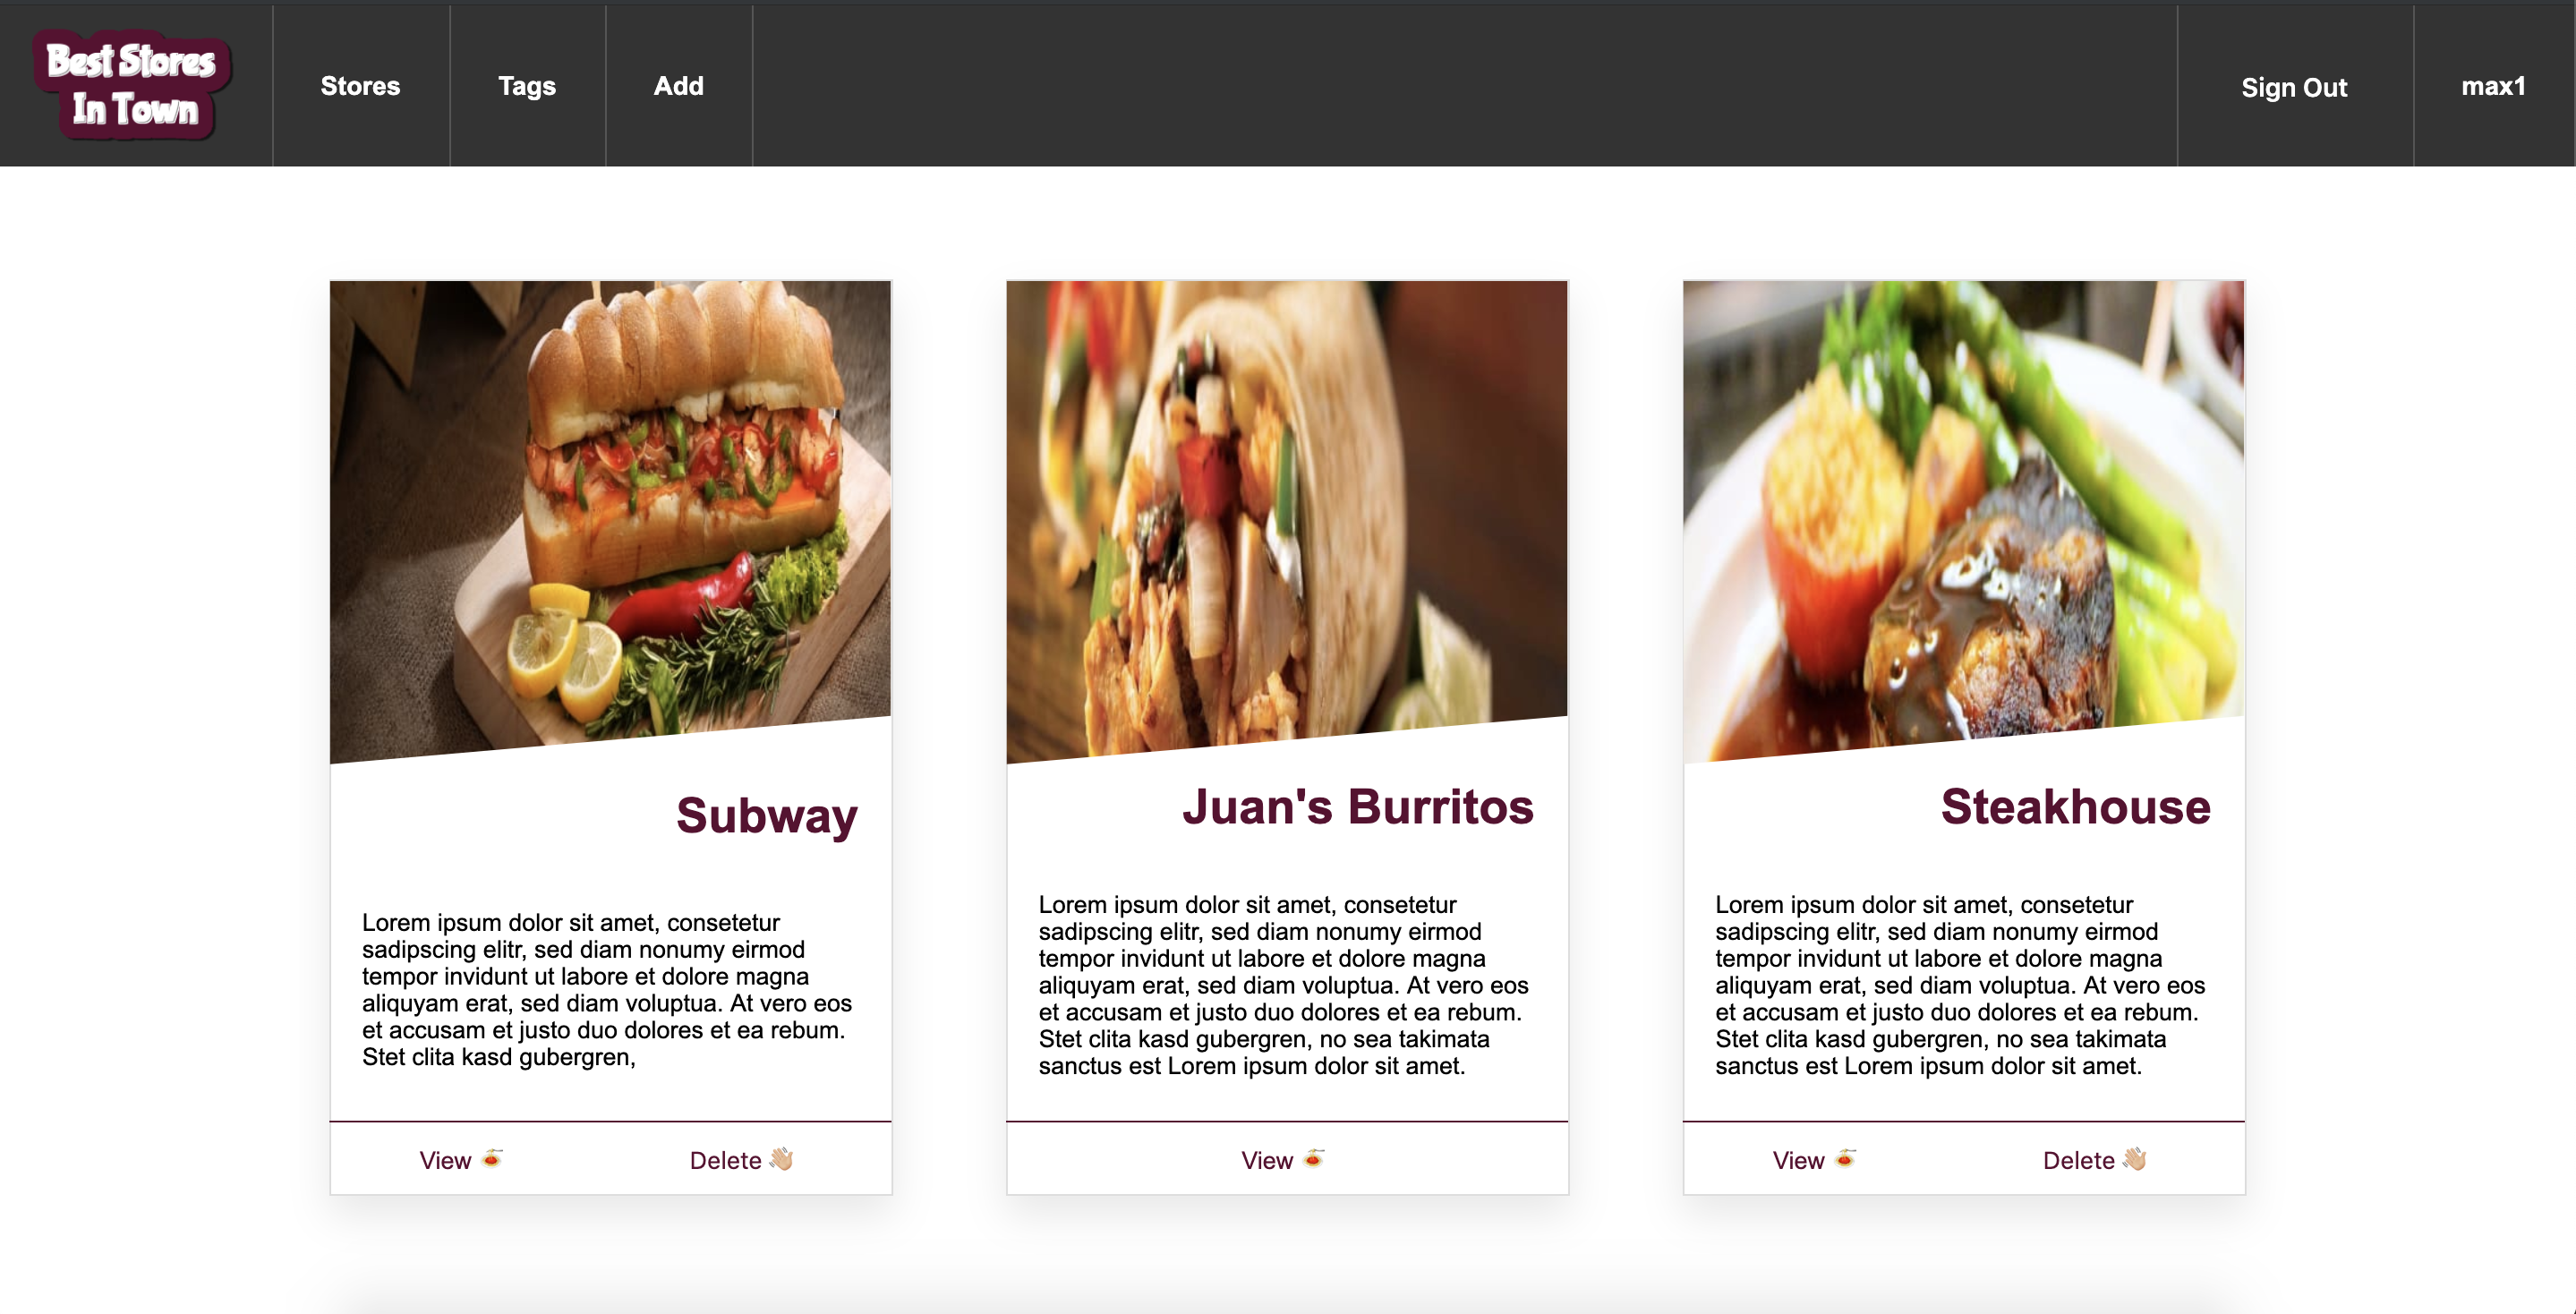 Best Stores
In Town
Stores
Tags
Add
Sign Out
max1
Subway
Lorem ipsum dolor sit amet, consetetur
sadipscing elitr, sed diam nonumy eirmod
tempor invidunt ut labore et dolore magna
aliquyam erat, sed diam voluptua. At vero eos
et accusam et justo duo dolores et ea rebum.
Stet clita kasd gubergren,
View 🍝
Delete 👋🏼
Juan's Burritos
Lorem ipsum dolor sit amet, consetetur
sadipscing elitr, sed diam nonumy eirmod
tempor invidunt ut labore et dolore magna
aliquyam erat, sed diam voluptua. At vero eos
et accusam et justo duo dolores et ea rebum.
Stet clita kasd gubergren, no sea takimata
sanctus est Lorem ipsum dolor sit amet.
View 🍝
Steakhouse
Lorem ipsum dolor sit amet, consetetur
sadipscing elitr, sed diam nonumy eirmod
tempor invidunt ut labore et dolore magna
aliquyam erat, sed diam voluptua. At vero eos
et accusam et justo duo dolores et ea rebum.
Stet clita kasd gubergren, no sea takimata
sanctus est Lorem ipsum dolor sit amet.
View 🍝
Delete 👋🏼